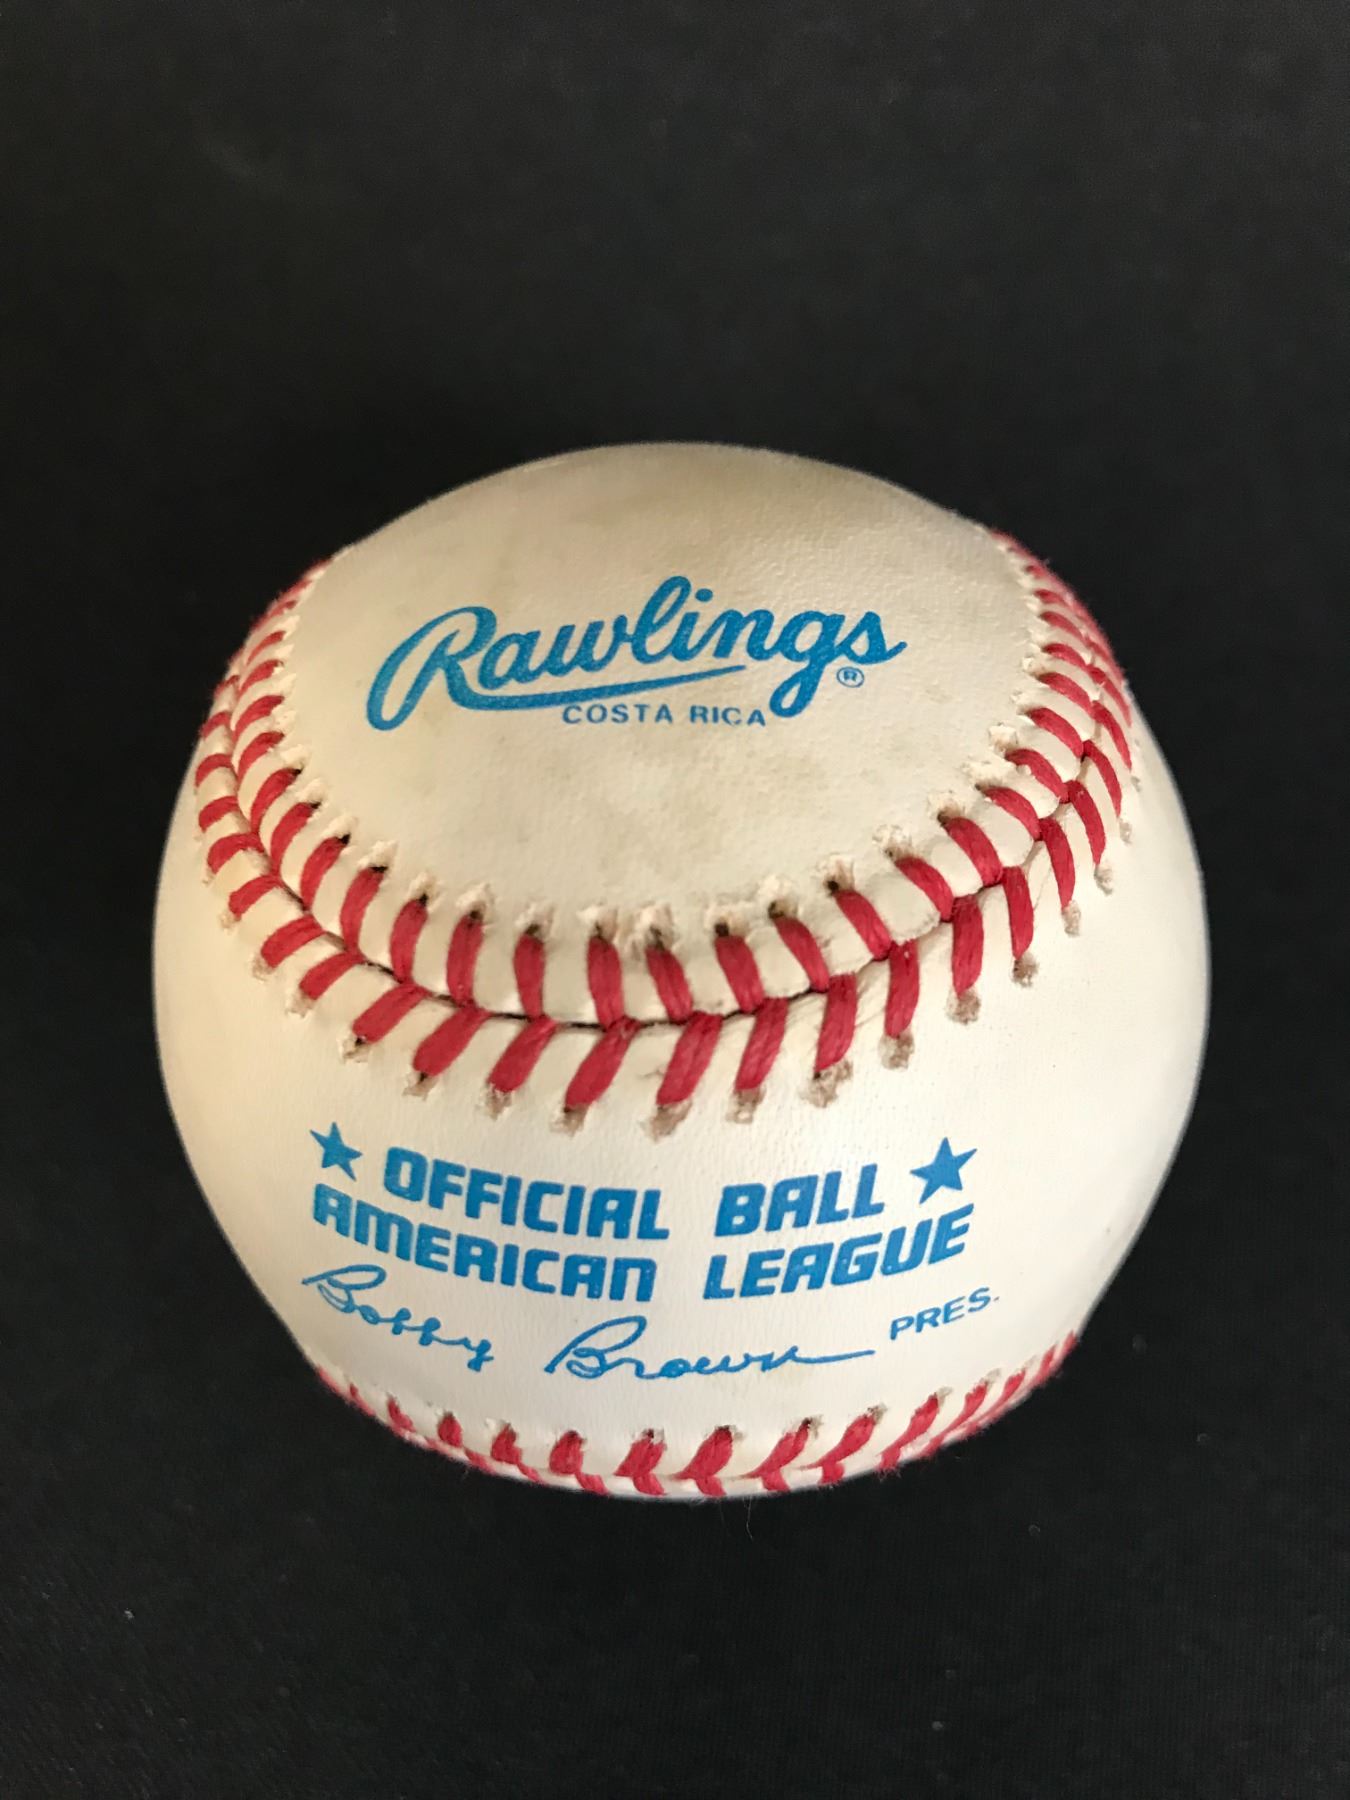 Rawlings ®
COSTA RICA
★ OFFICIAL BALL ★
AMERICAN LEAGUE
Bobby Brown PRES.